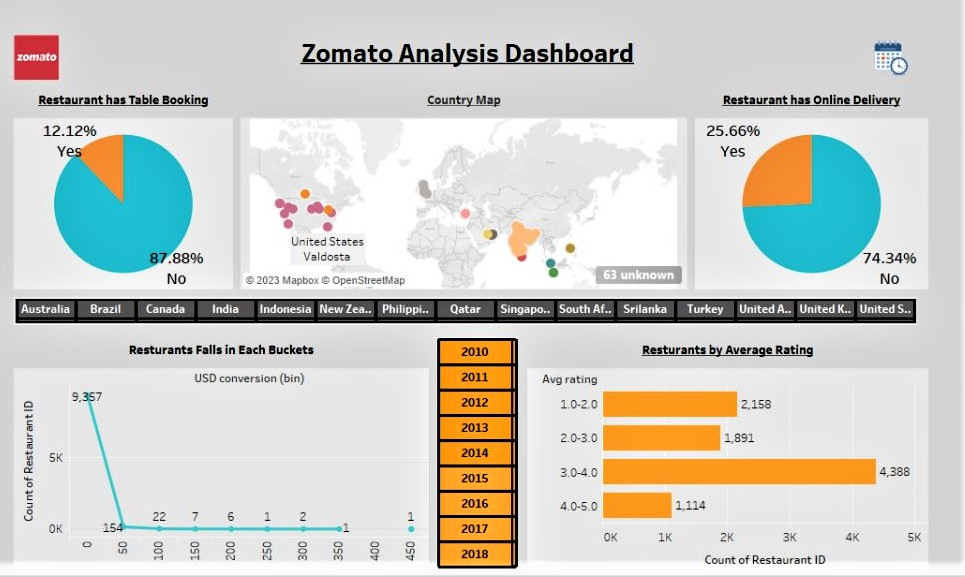 zomato
Zomato Analysis Dashboard
Restaurant has Table Booking
12.12%
Yes
87.88%
No
Country Map
United States
Valdosta
© 2023 Mapbox © OpenStreetMap
63 unknown
Restaurant has Online Delivery
25.66%
Yes
74.34%
No
Australia Brazil Canada India Indonesia New Zea.. Philippi.. Qatar Singapo.. South Af.. Srilanka Turkey United A.. United K.. United S..
Resturants Falls in Each Buckets
USD conversion (bin)
Count of Restaurant ID
5K
0K
9,357
154
22
7
6
1
2
1
1
0 50 100 150 200 250 300 350 400 450
2010
2011
2012
2013
2014
2015
2016
2017
2018
Resturants by Average Rating
Avg rating
1.0-2.0 2,158
2.0-3.0 1,891
3.0-4.0 4,388
4.0-5.0 1,114
0K 1K 2K 3K 4K 5K
Count of Restaurant ID